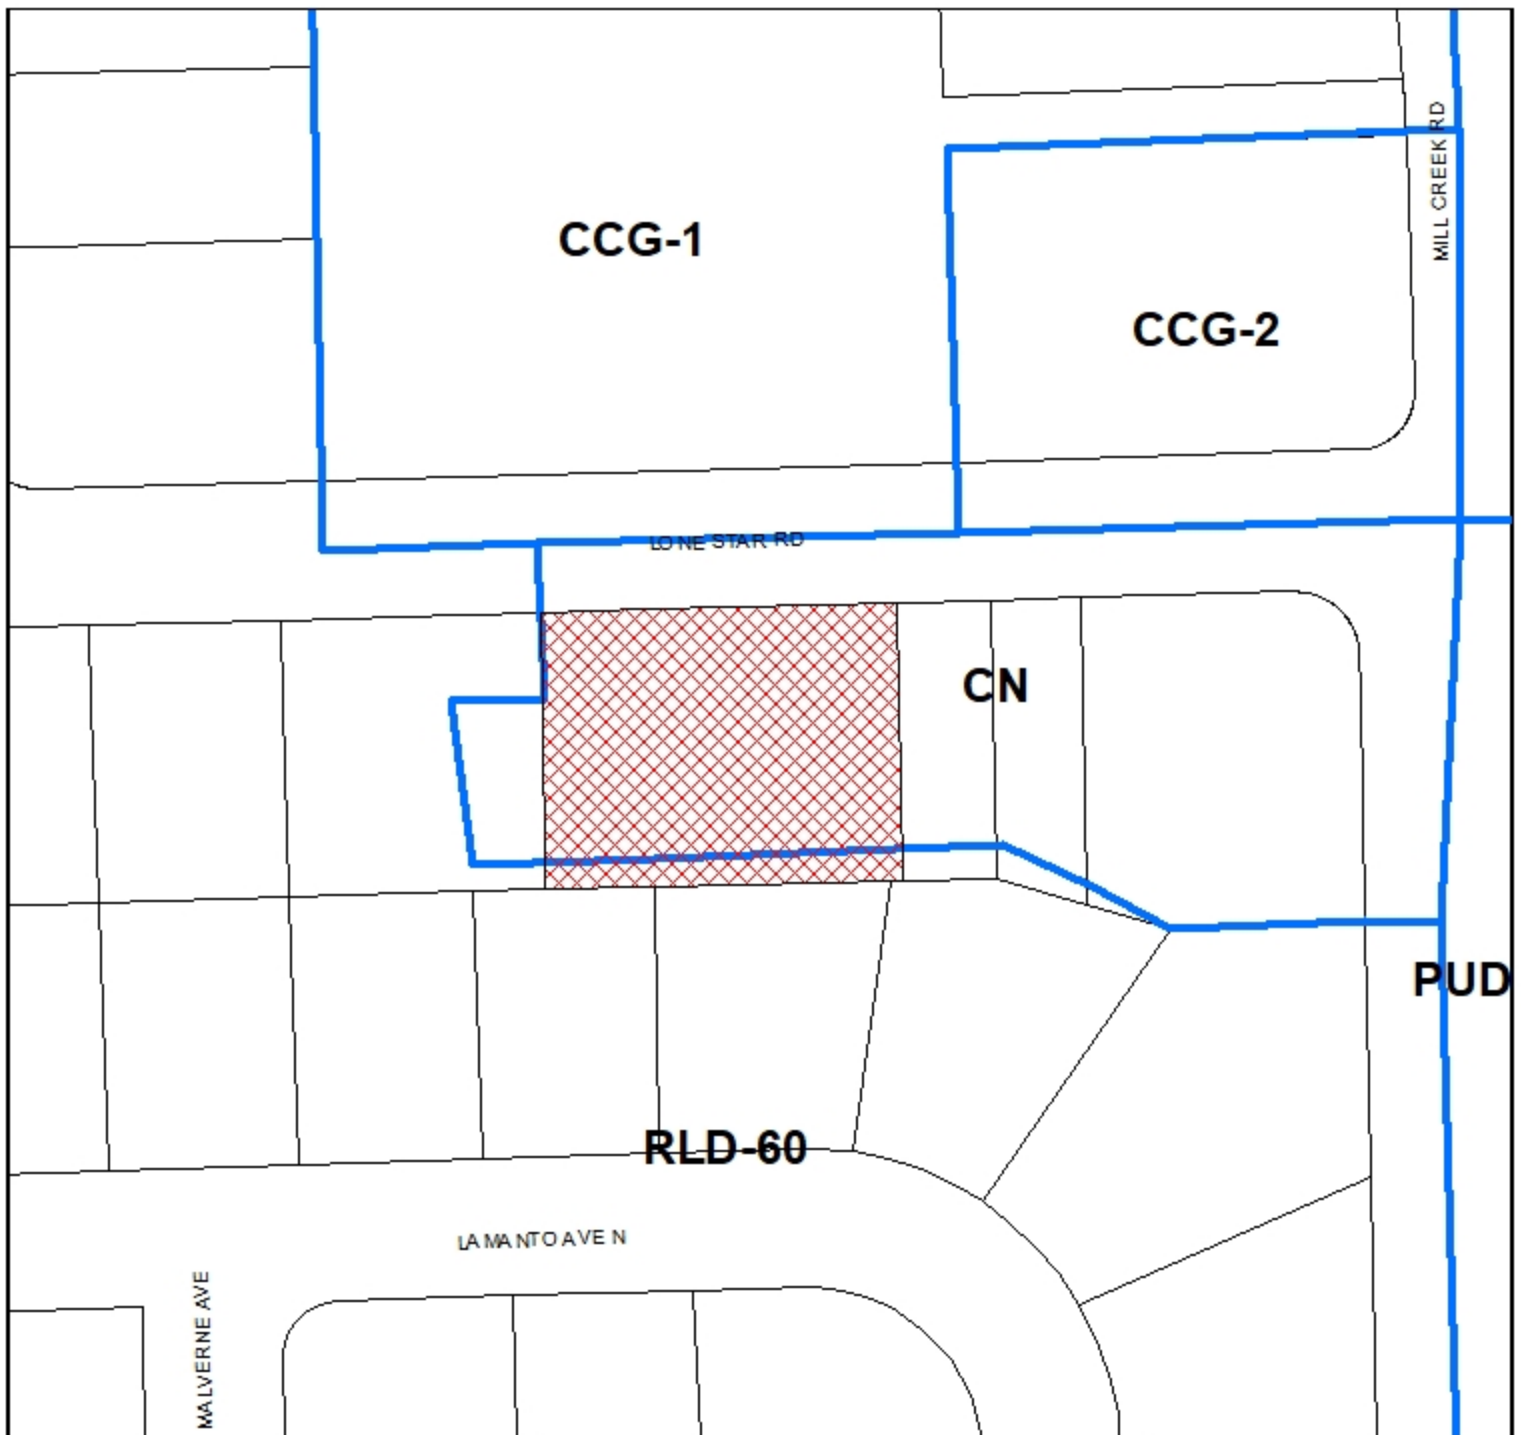 MILL CREEK RD
CCG-1
CCG-2
LONE STAR RD
CN
PUD
RLD-60
LAMANTO AVE N
MALVERNE AVE